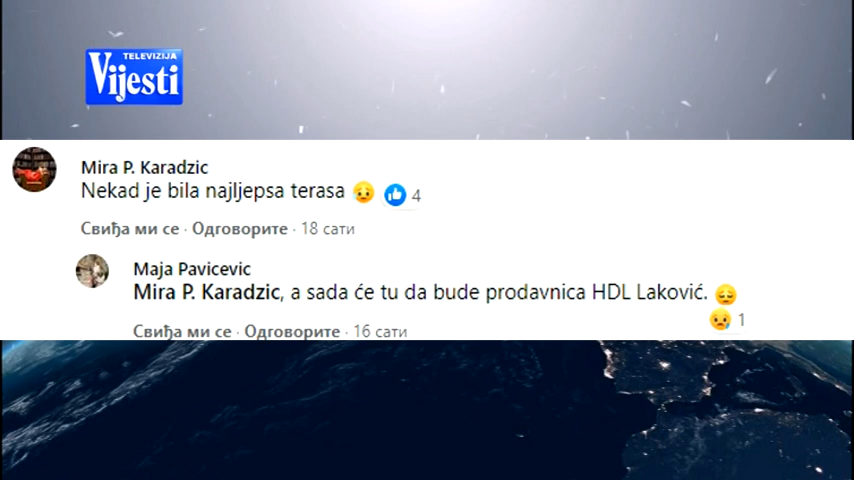 TELEVIZIJA
Vijesti
Mira P. Karadzic
Nekad je bila najljepsa terasa 😥 4
Свиђа ми се · Одговорите · 18 сати
Maja Pavicevic
Mira P. Karadzic, a sada će tu da bude prodavnica HDL Laković. 😔
😢 1
Свиђа ми се · Одговорите · 16 сати